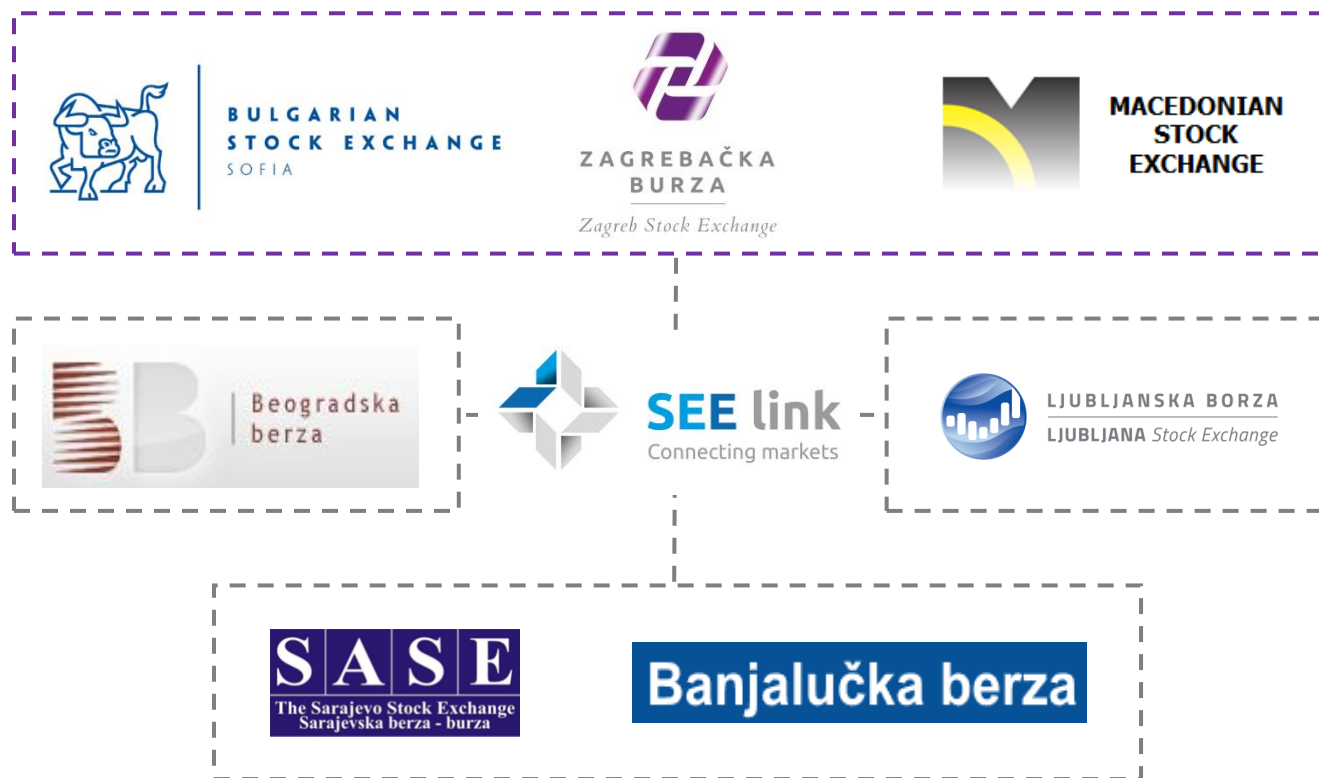 BULGARIAN
STOCK EXCHANGE
SOFIA
ZAGREBAČKA
BURZA
Zagreb Stock Exchange
MACEDONIAN
STOCK
EXCHANGE
Beogradska
berza
SEE link
Connecting markets
LJUBLJANSKA BORZA
LJUBLJANA Stock Exchange
SASE
The Sarajevo Stock Exchange
Sarajevska berza - burza
Banjalučka berza